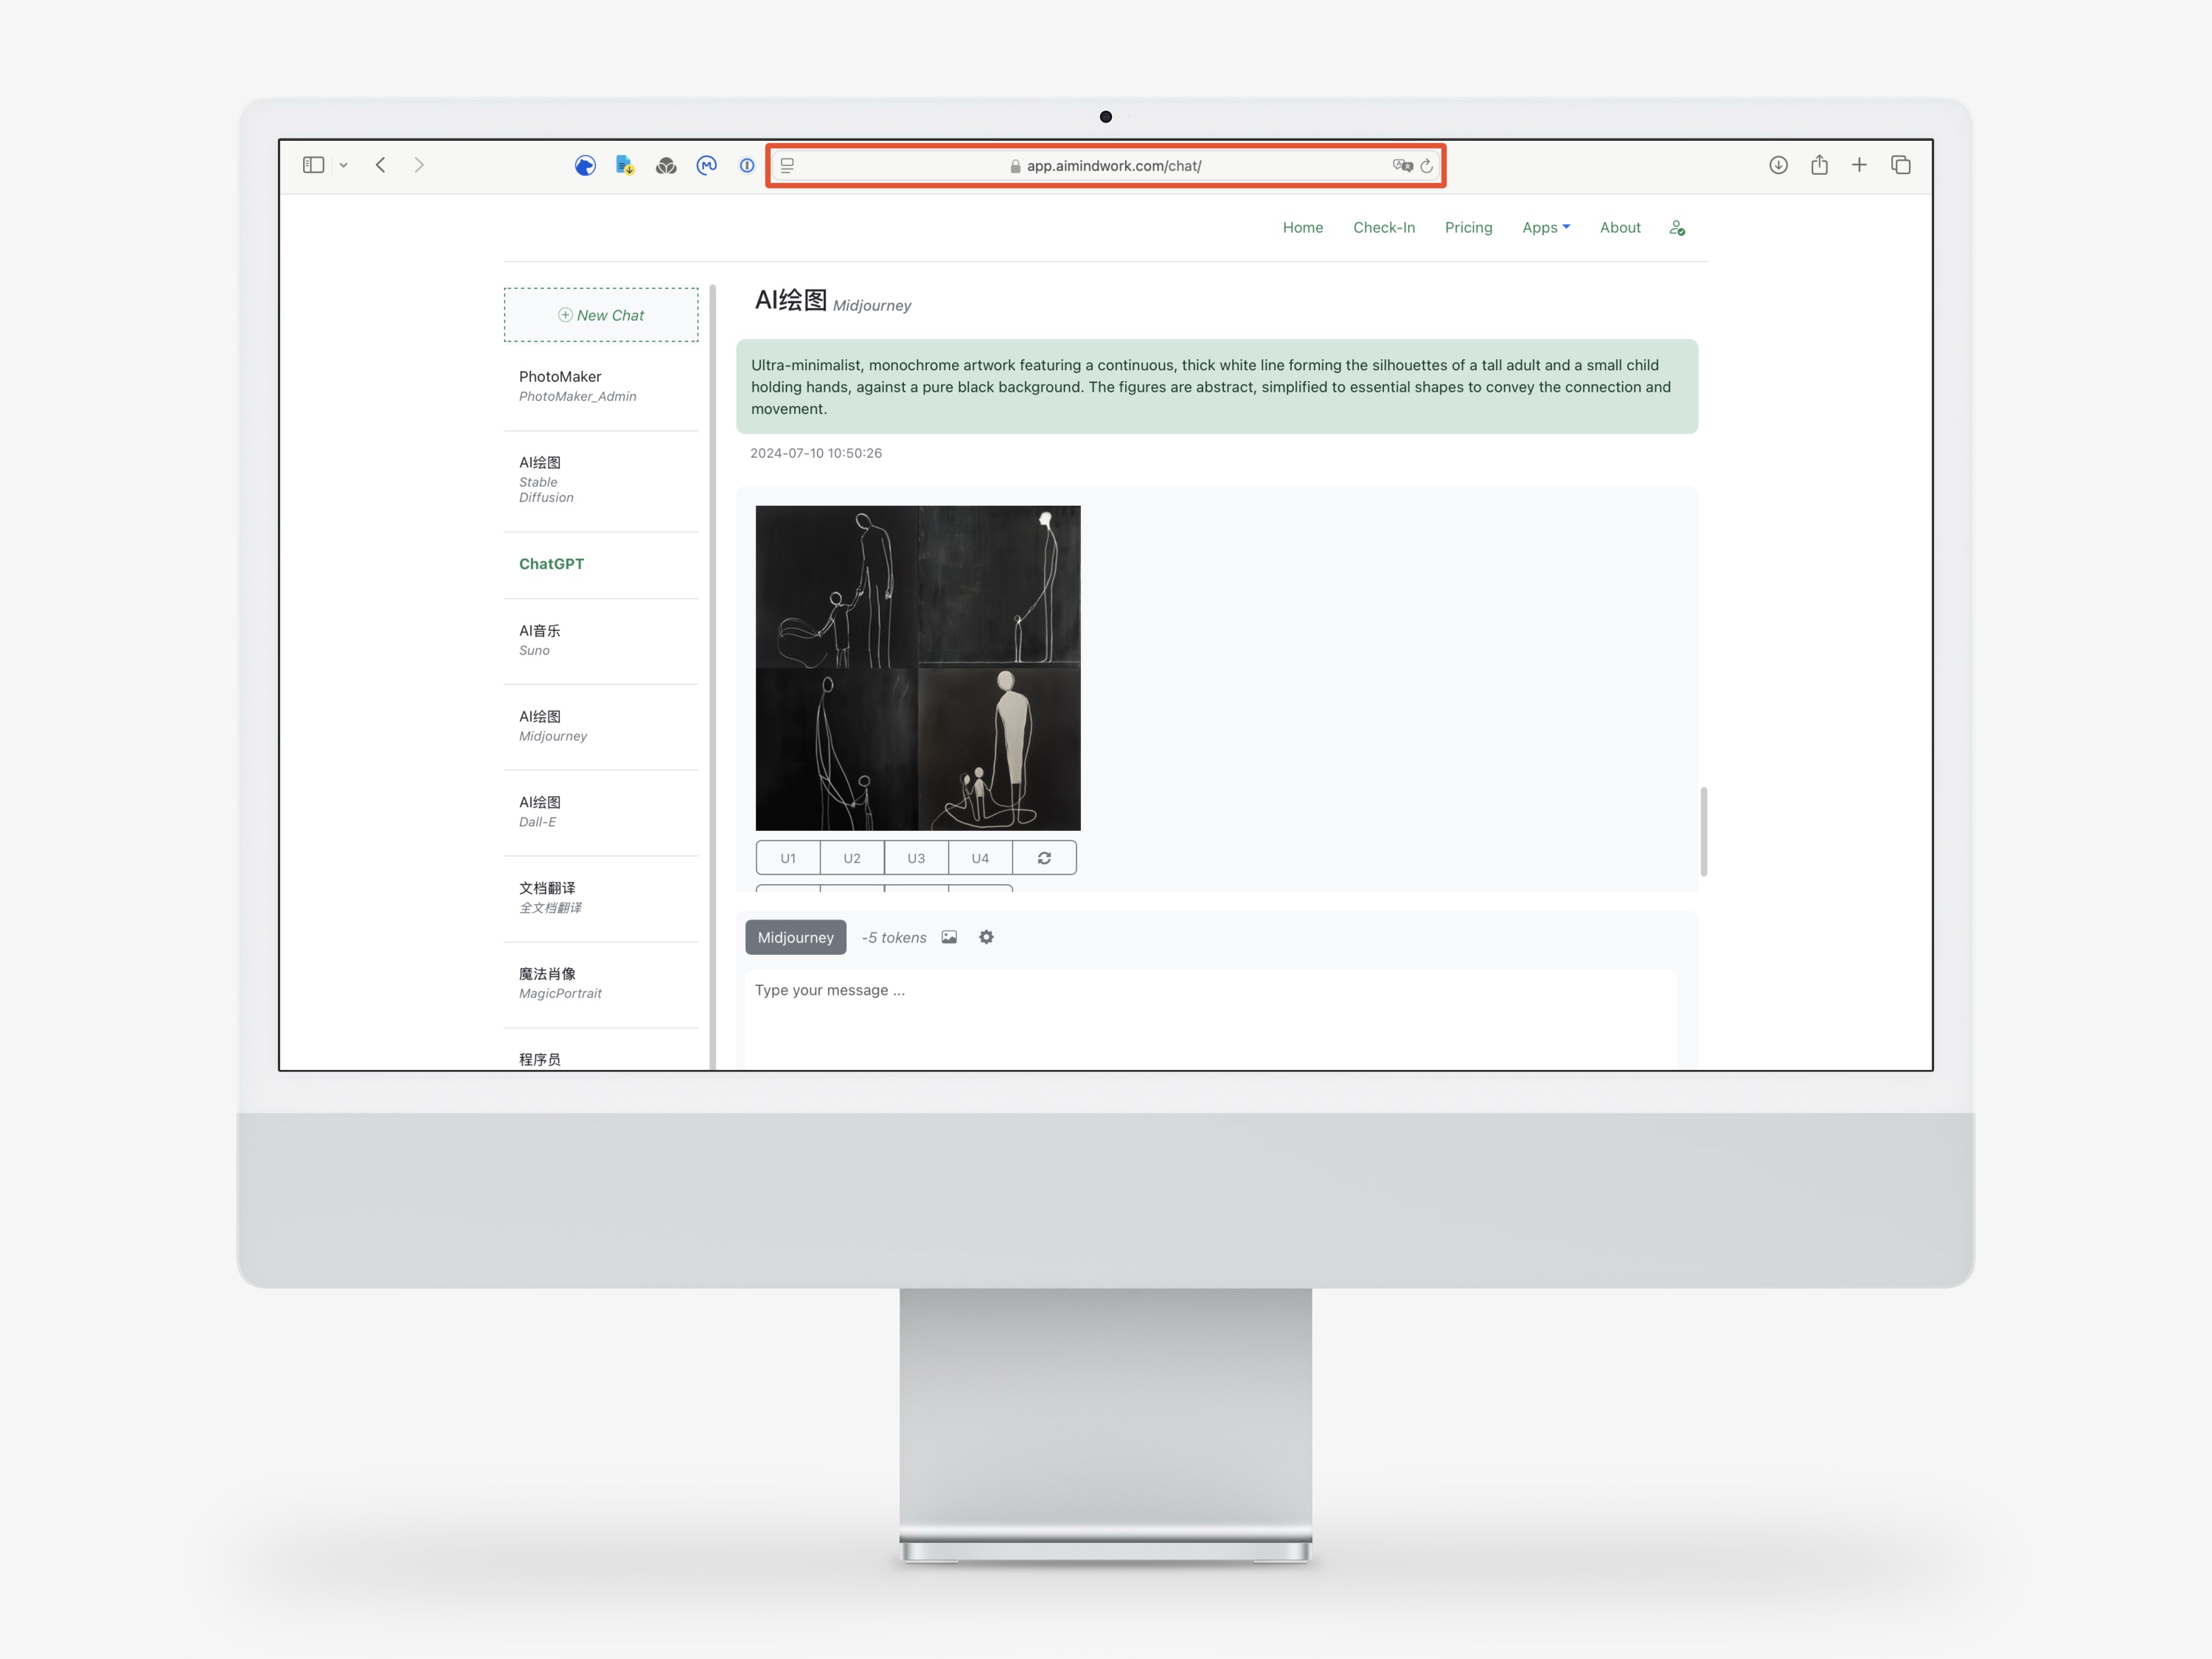 app.aimindwork.com/chat/
Home Check-In Pricing Apps About
New Chat
PhotoMaker
PhotoMaker_Admin
AI绘图
Stable
Diffusion
ChatGPT
AI音乐
Suno
AI绘图
Midjourney
AI绘图
Dall-E
文档翻译
全文档翻译
魔法肖像
MagicPortrait
程序员
AI绘图 Midjourney
Ultra-minimalist, monochrome artwork featuring a continuous, thick white line forming the silhouettes of a tall adult and a small child
holding hands, against a pure black background. The figures are abstract, simplified to essential shapes to convey the connection and
movement.
2024-07-10 10:50:26
U1 U2 U3 U4
Midjourney -5 tokens
Type your message ...